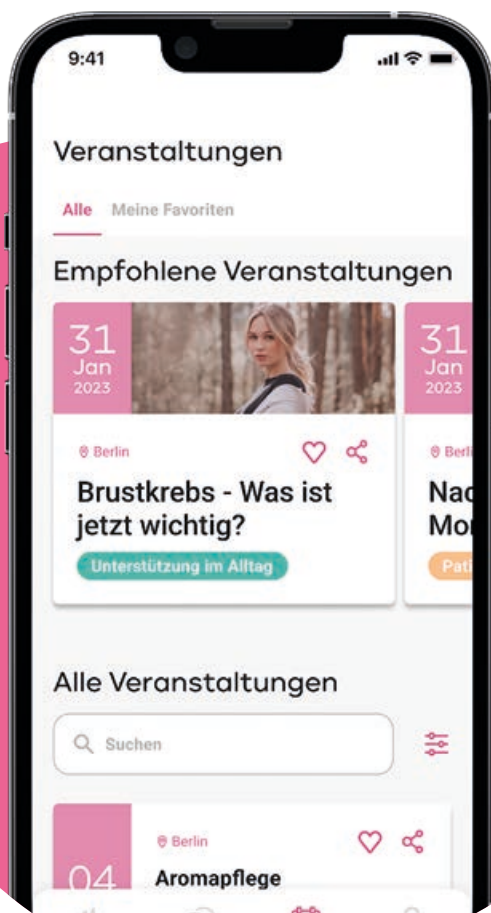 9:41
Veranstaltungen
Alle Meine Favoriten
Empfohlene Veranstaltungen
31
Jan
2023
Berlin
Brustkrebs - Was ist
jetzt wichtig?
Unterstützung im Alltag
31
Jan
2023
Alle Veranstaltungen
Suchen
04
Berlin
Aromapflege